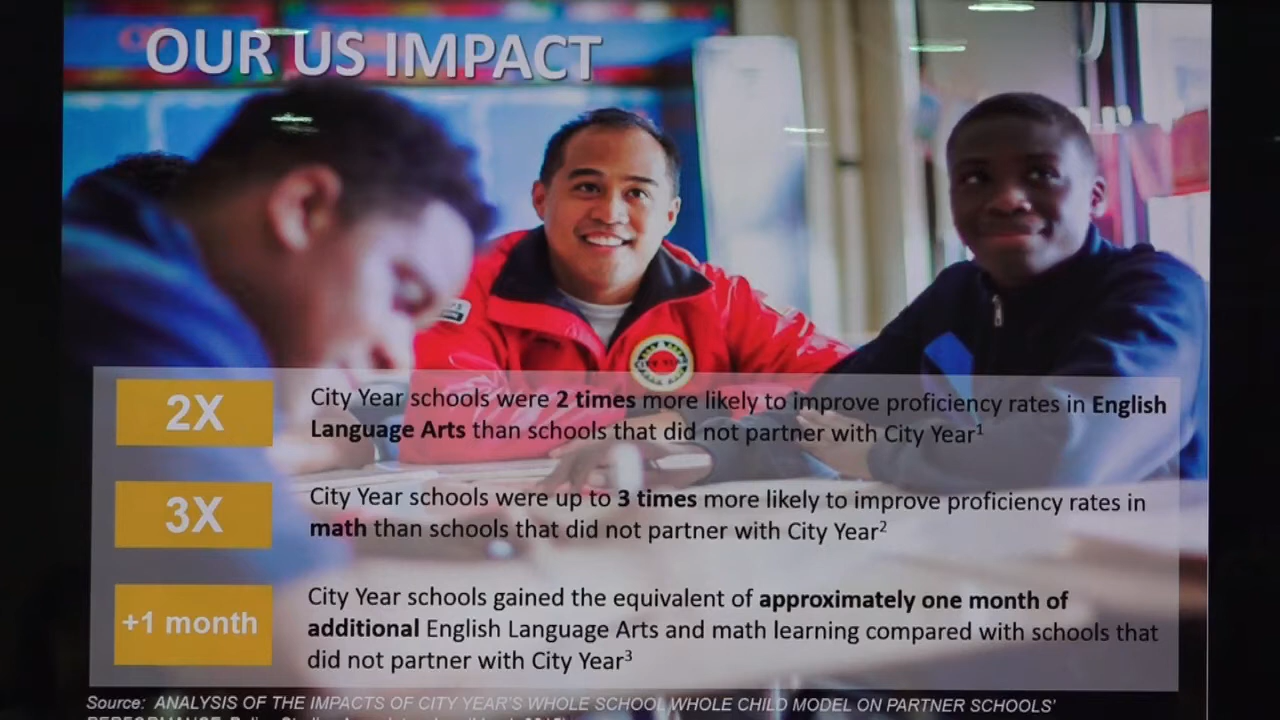 OUR US IMPACT
2X
City Year schools were 2 times more likely to improve proficiency rates in English
Language Arts than schools that did not partner with City Year¹
3X
City Year schools were up to 3 times more likely to improve proficiency rates in
math than schools that did not partner with City Year²
+1 month
City Year schools gained the equivalent of approximately one month of
additional English Language Arts and math learning compared with schools that
did not partner with City Year³
Source: ANALYSIS OF THE IMPACTS OF CITY YEAR'S WHOLE SCHOOL WHOLE CHILD MODEL ON PARTNER SCHOOLS'